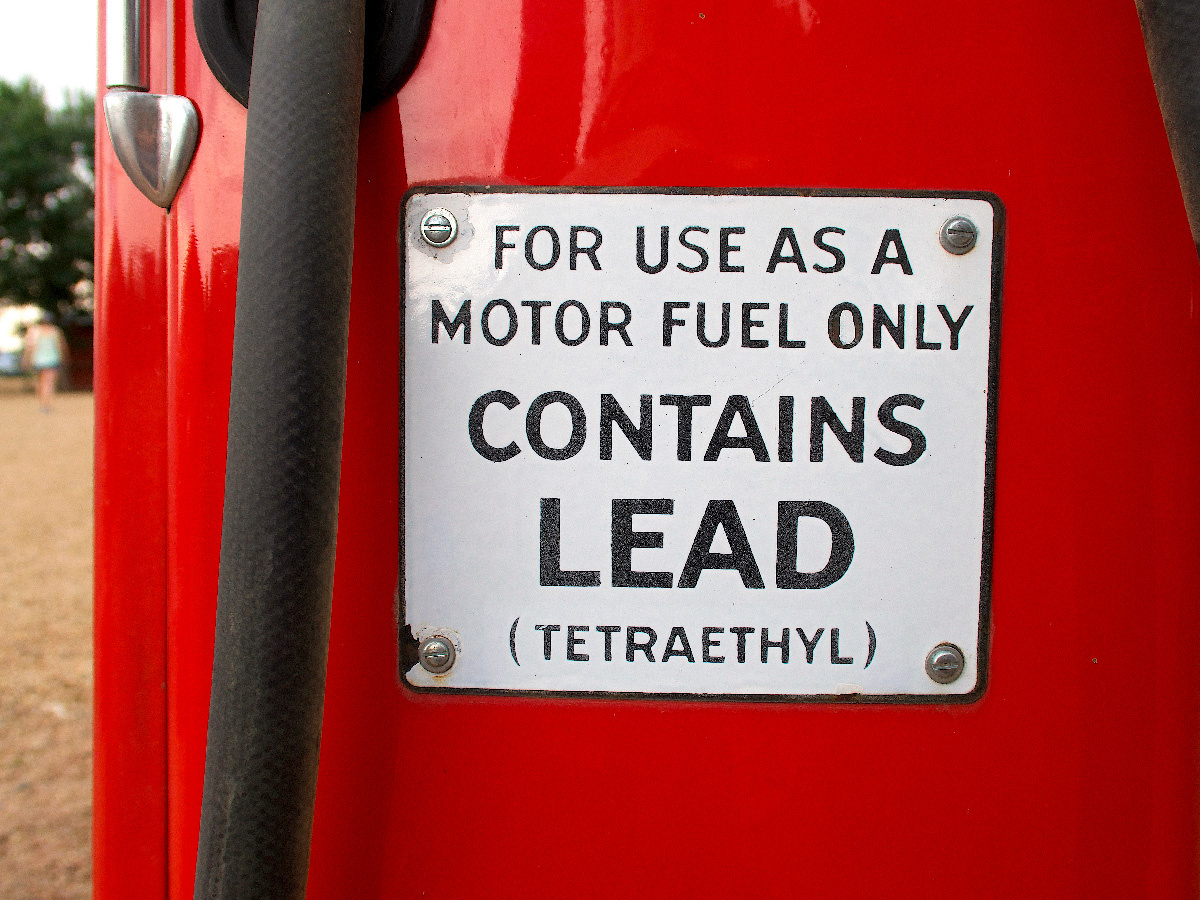 FOR USE AS A
MOTOR FUEL ONLY
CONTAINS
LEAD
(TETRAETHYL)